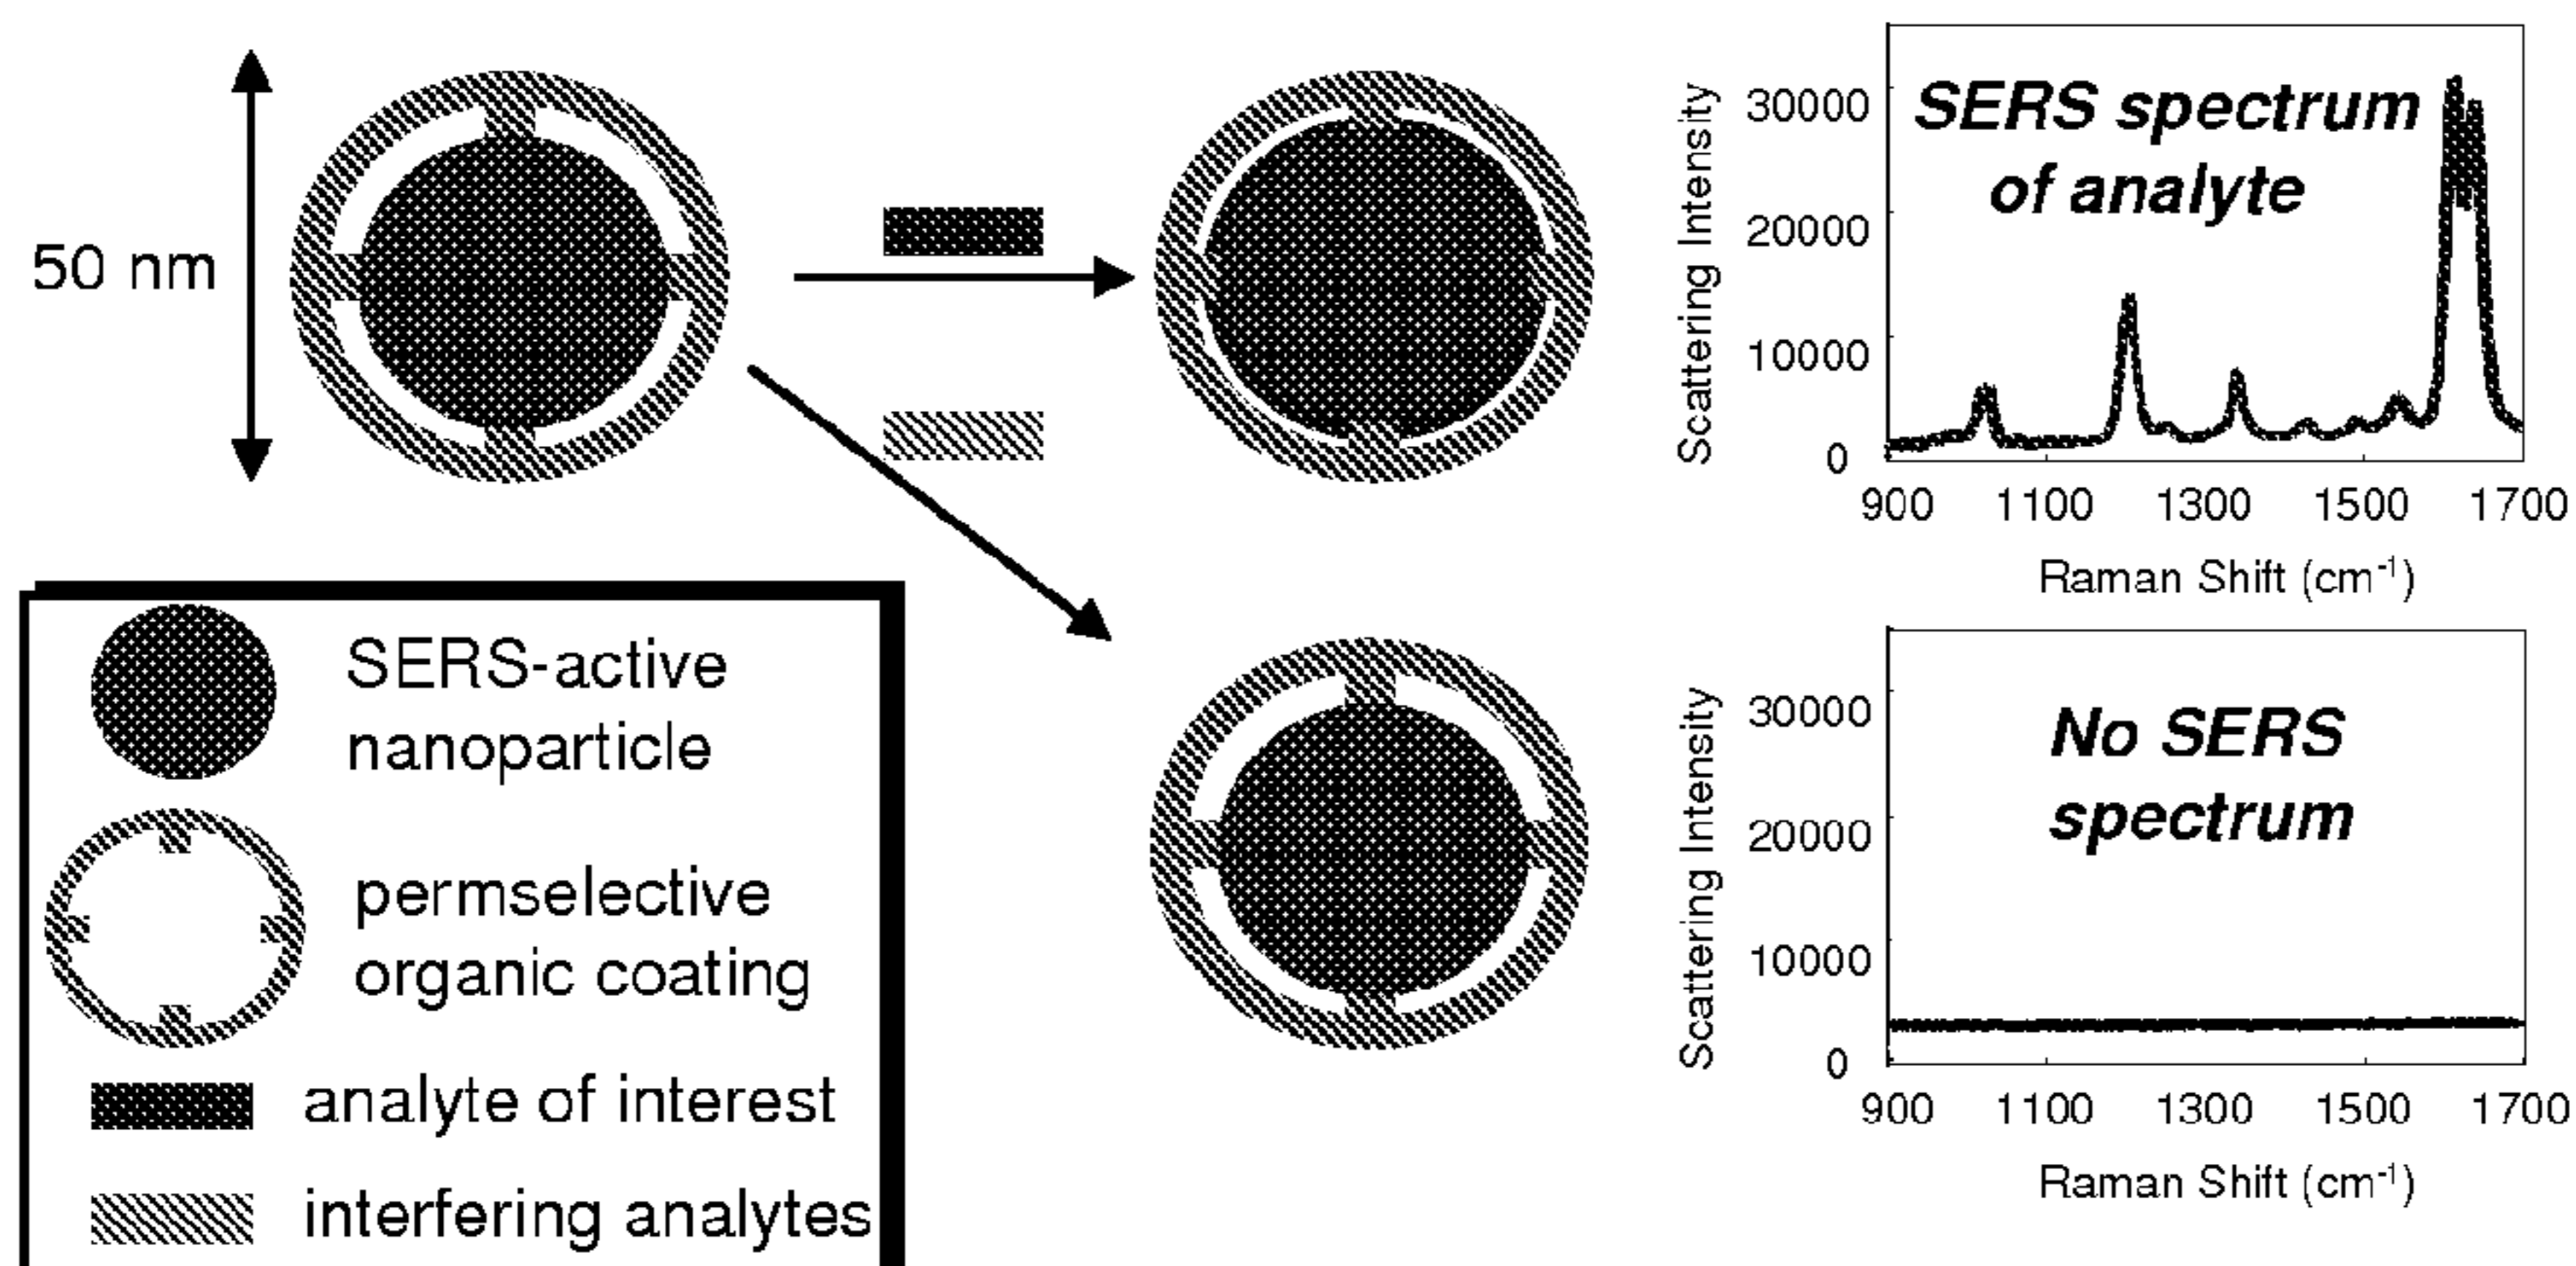 50 nm
SERS-active
nanoparticle
permselective
organic coating
analyte of interest
interfering analytes
SERS spectrum
of analyte
Scattering Intensity
30000
20000
10000
0
900 1100 1300 1500 1700
Raman Shift (cm⁻¹)
No SERS
spectrum
Scattering Intensity
30000
20000
10000
0
900 1100 1300 1500 1700
Raman Shift (cm⁻¹)